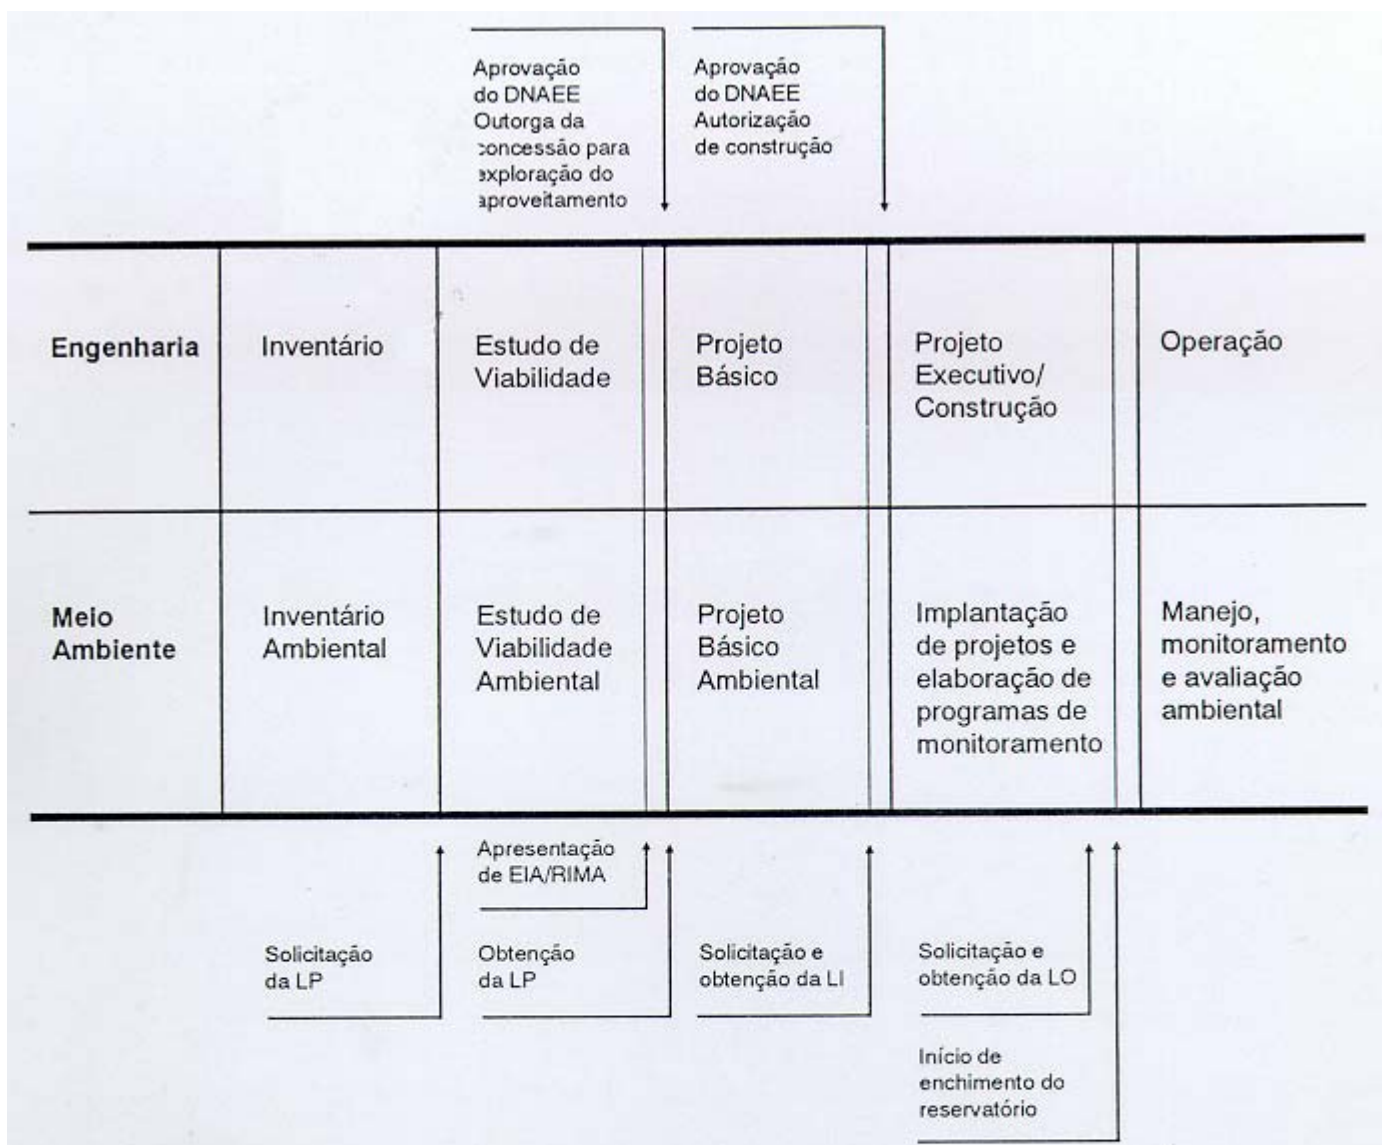 Aprovação
do DNAEE
Outorga da
concessão para
exploração do
aproveitamento
Aprovação
do DNAEE
Autorização
de construção
Engenharia
Inventário
Estudo de
Viabilidade
Projeto
Básico
Projeto
Executivo/
Construção
Operação
Meio
Ambiente
Inventário
Ambiental
Estudo de
Viabilidade
Ambiental
Projeto
Básico
Ambiental
Implantação
de projetos e
elaboração de
programas de
monitoramento
Manejo,
monitoramento
e avaliação
ambiental
Solicitação
da LP
Apresentação
de EIA/RIMA
Obtenção
da LP
Solicitação e
obtenção da LI
Solicitação e
obtenção da LO
Início de
enchimento do
reservatório